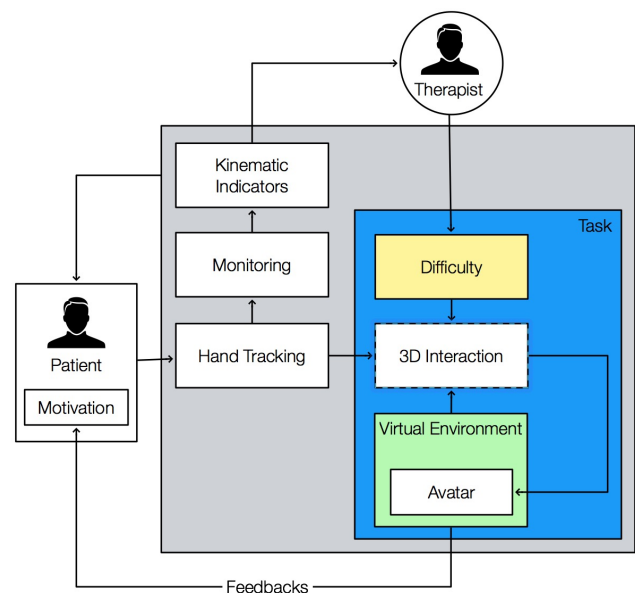 Therapist
Kinematic
Indicators
Task
Monitoring
Difficulty
Patient
Hand Tracking
3D Interaction
Motivation
Virtual Environment
Avatar
Feedbacks